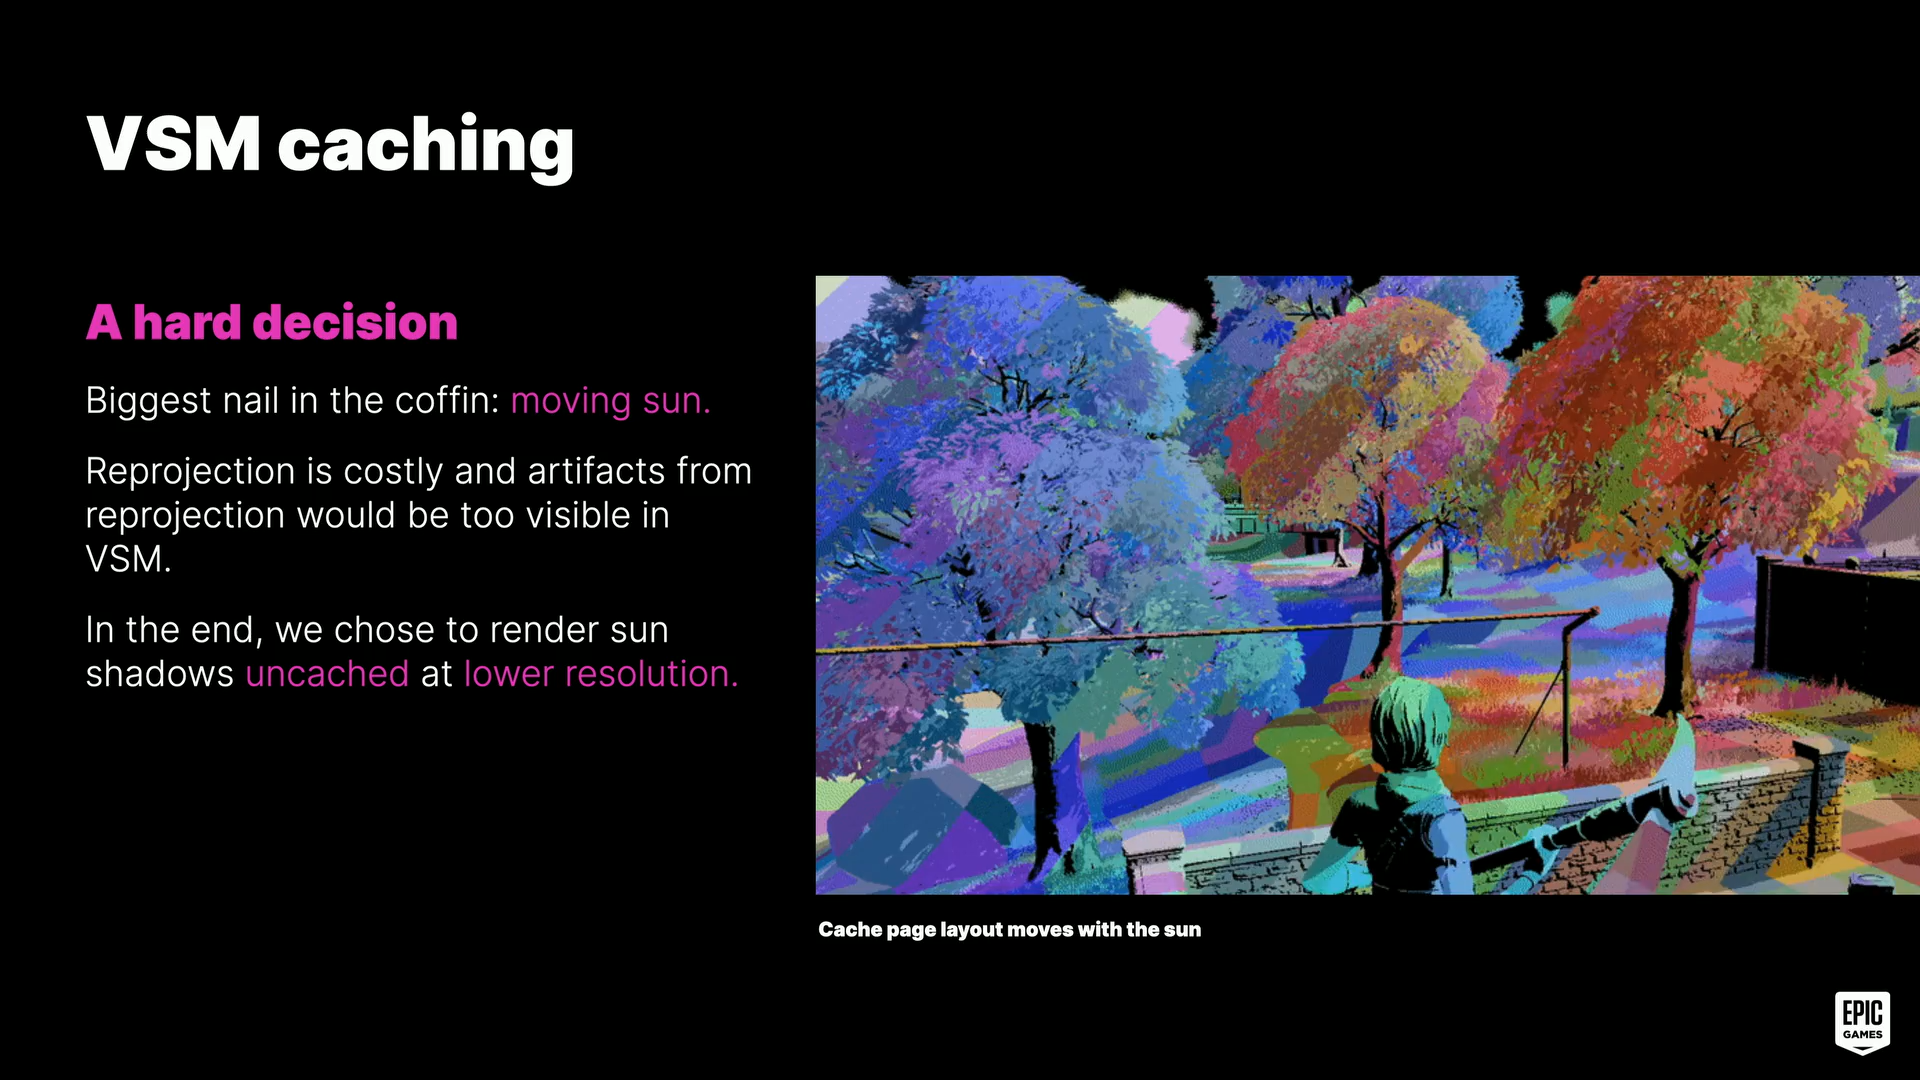 VSM caching
A hard decision
Biggest nail in the coffin: moving sun.
Reprojection is costly and artifacts from
reprojection would be too visible in
VSM.
In the end, we chose to render sun
shadows uncached at lower resolution.
Cache page layout moves with the sun
EPIC
GAMES